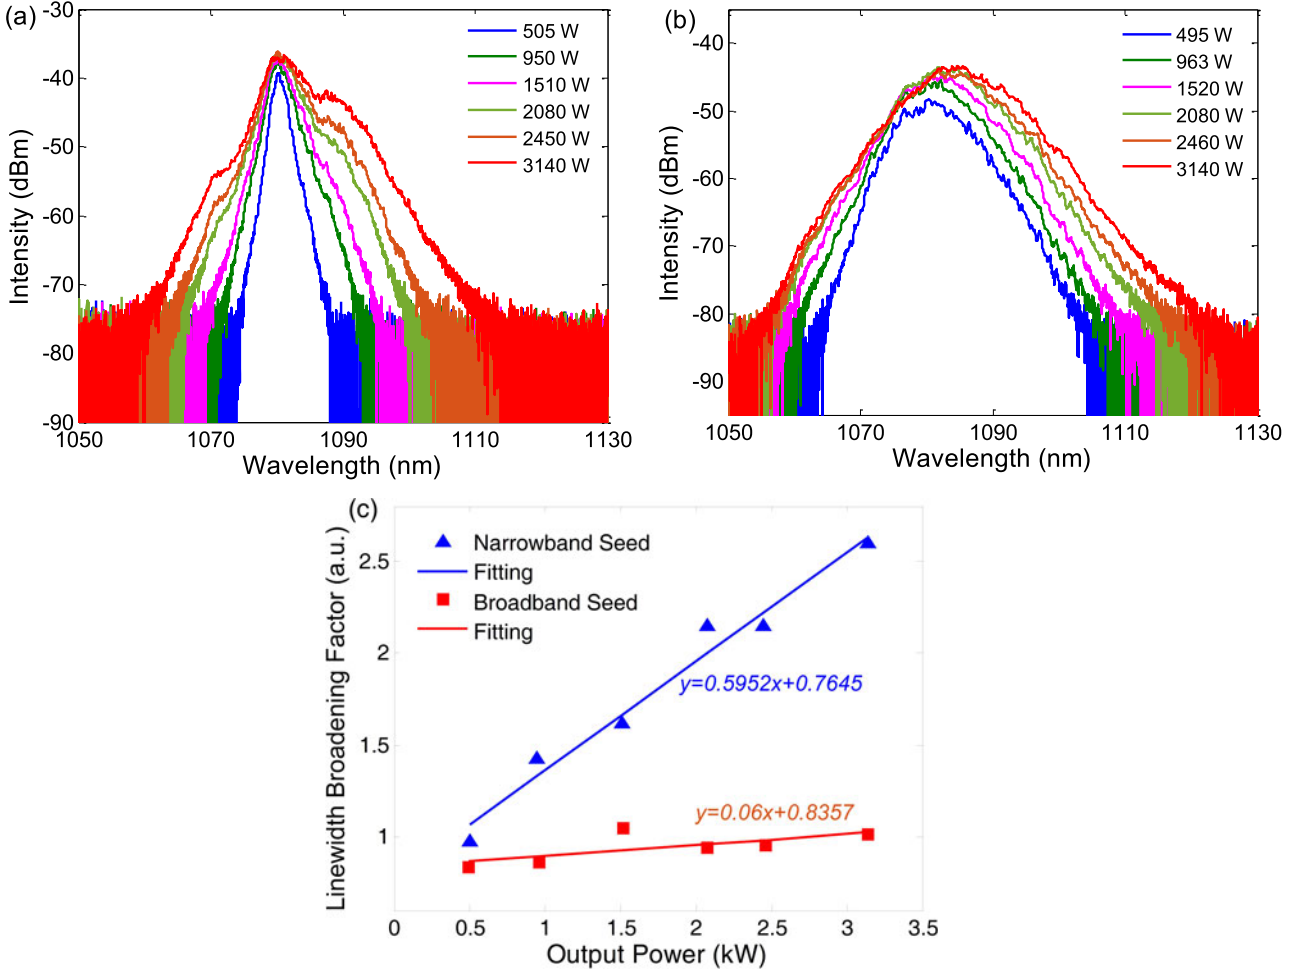 (a)
-30
-40
-50
-60
-70
-80
-90
505 W
950 W
1510 W
2080 W
2450 W
3140 W
Intensity (dBm)
1050
1070
1090
1110
1130
Wavelength (nm)
(b)
-40
-50
-60
-70
-80
-90
495 W
963 W
1520 W
2080 W
2460 W
3140 W
Intensity (dBm)
1050
1070
1090
1110
1130
Wavelength (nm)
(c)
2.5
2
1.5
1
Narrowband Seed
Fitting
Broadband Seed
Fitting
y=0.5952x+0.7645
y=0.06x+0.8357
Linewidth Broadening Factor (a.u.)
0
0.5
1
1.5
2
2.5
3
3.5
Output Power (kW)